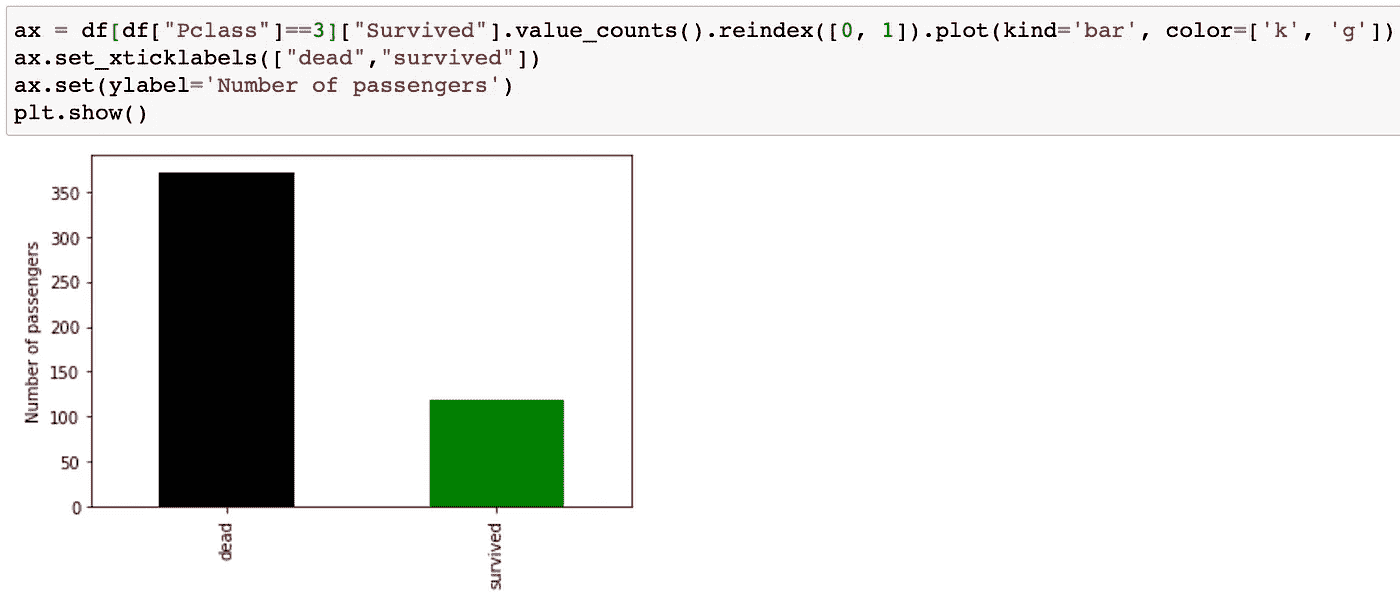 ax = df[df["Pclass"]==3]["Survived"].value_counts().reindex([0, 1]).plot(kind='bar', color=['k', 'g'])
ax.set_xticklabels(["dead","survived"])
ax.set(ylabel='Number of passengers')
plt.show()
350
300
250
200
150
100
50
0
Number of passengers
dead
survived